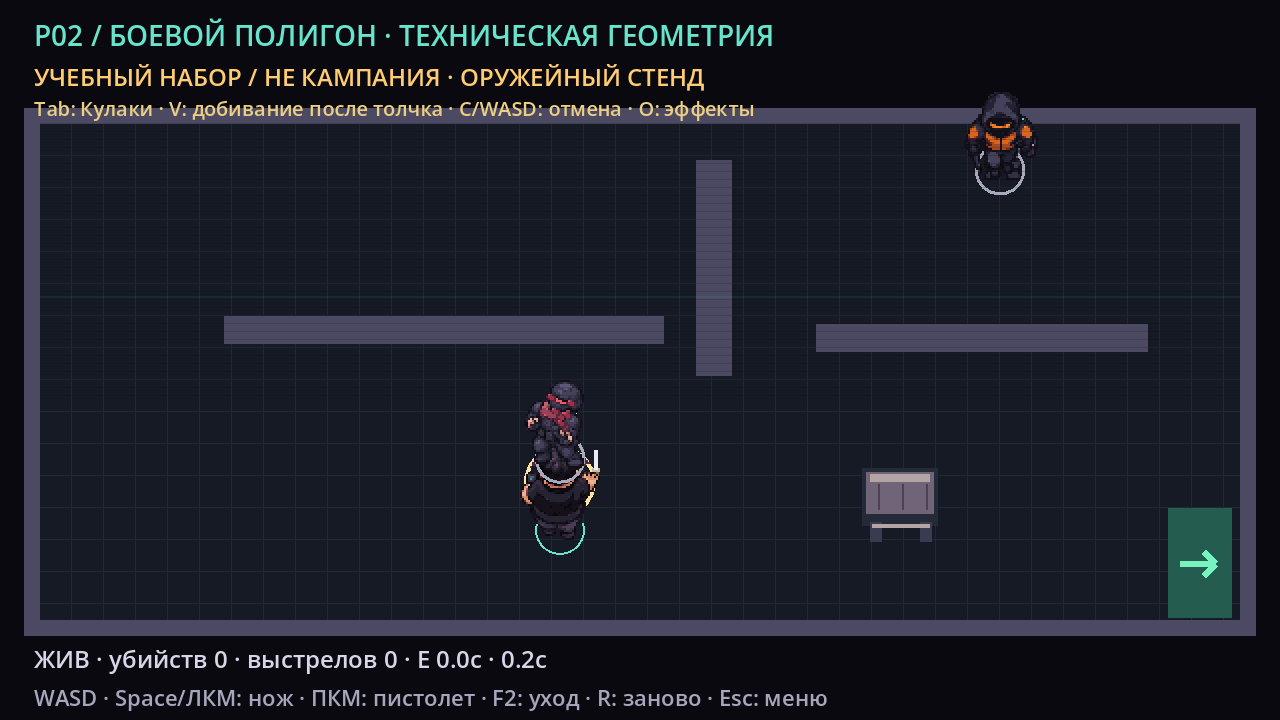 P02 / БОЕВОЙ ПОЛИГОН · ТЕХНИЧЕСКАЯ ГЕОМЕТРИЯ
УЧЕБНЫЙ НАБОР / НЕ КАМПАНИЯ · ОРУЖЕЙНЫЙ СТЕНД
Tab: Кулаки · V: добивание после толчка · C/WASD: отмена · O: эффекты
ЖИВ · убийств 0 · выстрелов 0 · E 0.0с · 0.2с
WASD · Space/ЛКМ: нож · ПКМ: пистолет · F2: уход · R: заново · Esc: меню